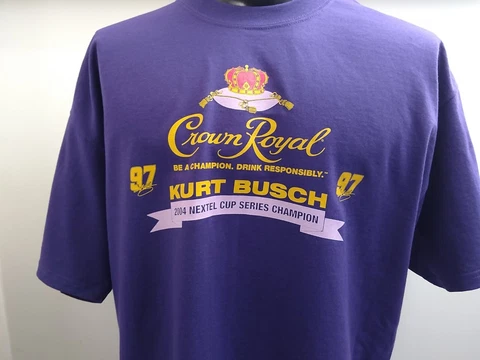 Crown Royal
BE A CHAMPION. DRINK RESPONSIBLY.™
97 KURT BUSCH 97
2004 NEXTEL CUP SERIES CHAMPION